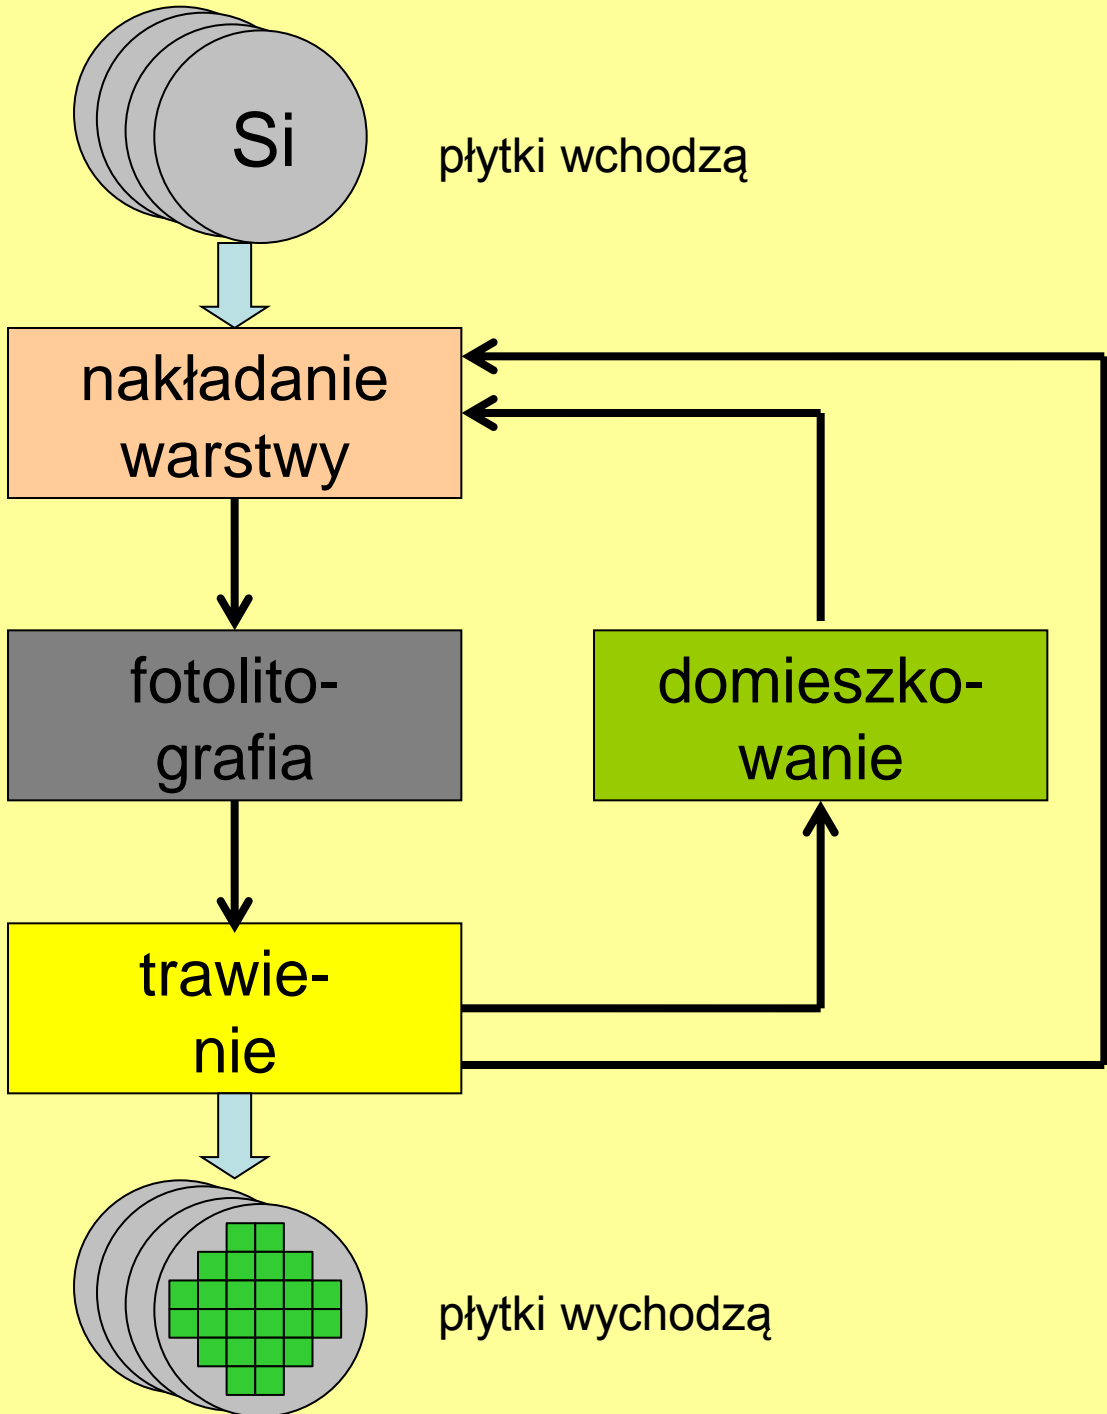 Si
płytki wchodzą
nakładanie
warstwy
fotolito-
grafia
domieszko-
wanie
trawie-
nie
płytki wychodzą